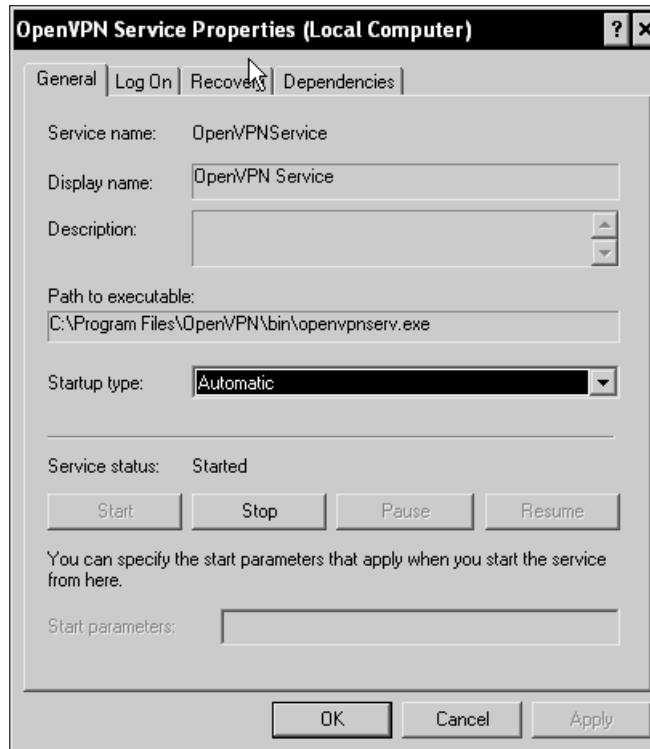 OpenVPN Service Properties (Local Computer) ? ×
General Log On Recovery Dependencies
Service name: OpenVPNService
Display name: OpenVPN Service
Description:
Path to executable:
C:\Program Files\OpenVPN\bin\openvpnserv.exe
Startup type: Automatic
Service status: Started
Start Stop Pause Resume
You can specify the start parameters that apply when you start the service
from here.
Start parameters:
OK Cancel Apply